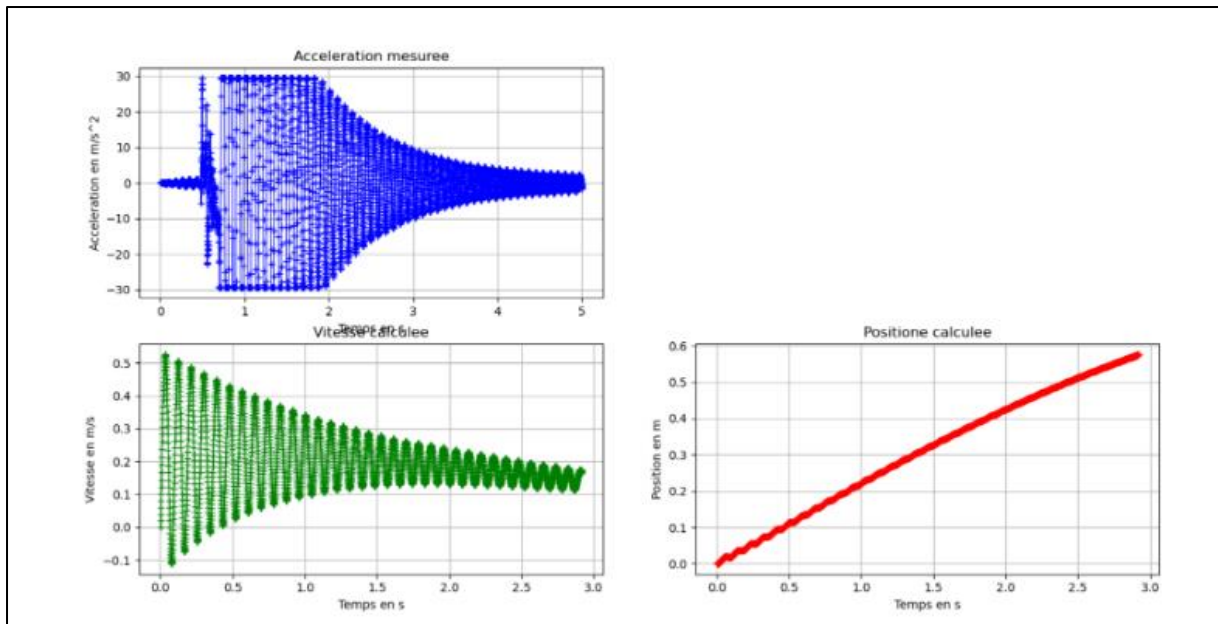 Acceleration mesuree
30
20
10
0
−10
−20
−30
Acceleration en m/s^2
0 1 2 3 4 5
Temps en s
Vitesse calculee
0.5
0.4
0.3
0.2
0.1
0.0
−0.1
Vitesse en m/s
0.0 0.5 1.0 1.5 2.0 2.5 3.0
Temps en s
Positione calculee
0.6
0.5
0.4
0.3
0.2
0.1
0.0
Position en m
0.0 0.5 1.0 1.5 2.0 2.5 3.0
Temps en s